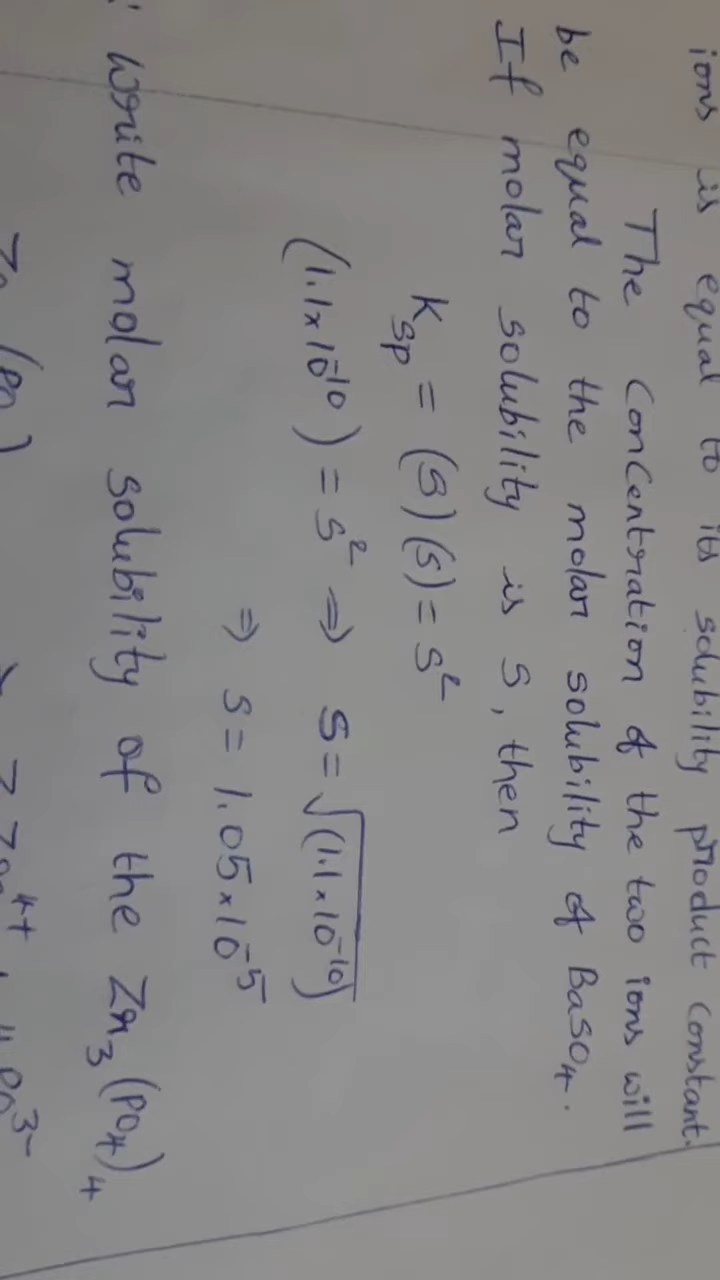 ions is equal to its solubility product constant.
The concentration of the two ions will
be equal to the molar solubility of BaSO₄.
If molar solubility is S, then
Ksp = (S) (S) = S²
(1.1×10⁻¹⁰) = S² ⇒ S = √(1.1×10⁻¹⁰)
⇒ S = 1.05×10⁻⁵
: Write molar solubility of the Zn₃(PO₄)₄